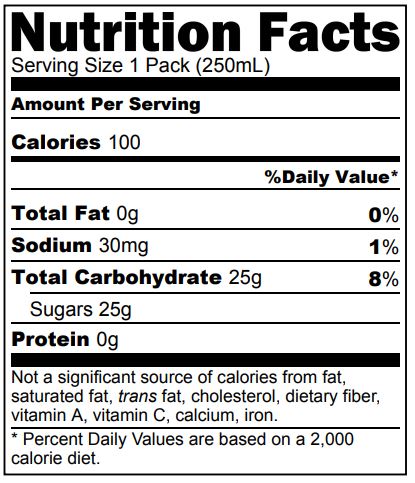 Nutrition Facts
Serving Size 1 Pack (250mL)
Amount Per Serving
Calories 100
%Daily Value*
Total Fat 0g 0%
Sodium 30mg 1%
Total Carbohydrate 25g 8%
Sugars 25g
Protein 0g
Not a significant source of calories from fat,
saturated fat, trans fat, cholesterol, dietary fiber,
vitamin A, vitamin C, calcium, iron.
* Percent Daily Values are based on a 2,000
calorie diet.